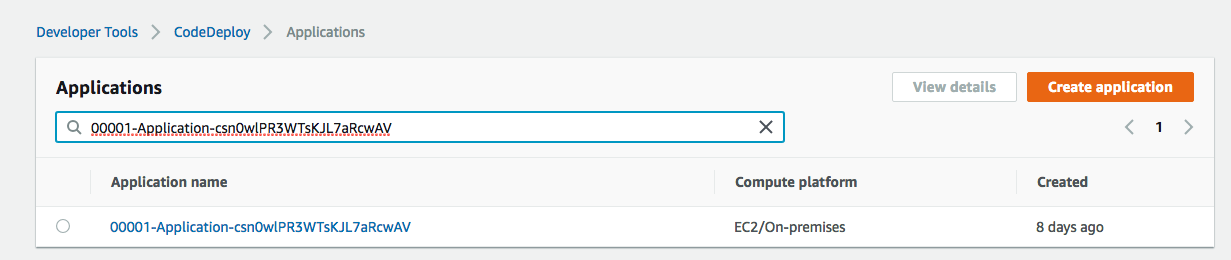 Developer Tools > CodeDeploy > Applications
Applications
View details
Create application
00001-Application-csn0wlPR3WTsKJL7aRcwAV
1
Application name Compute platform Created
00001-Application-csn0wlPR3WTsKJL7aRcwAV EC2/On-premises 8 days ago